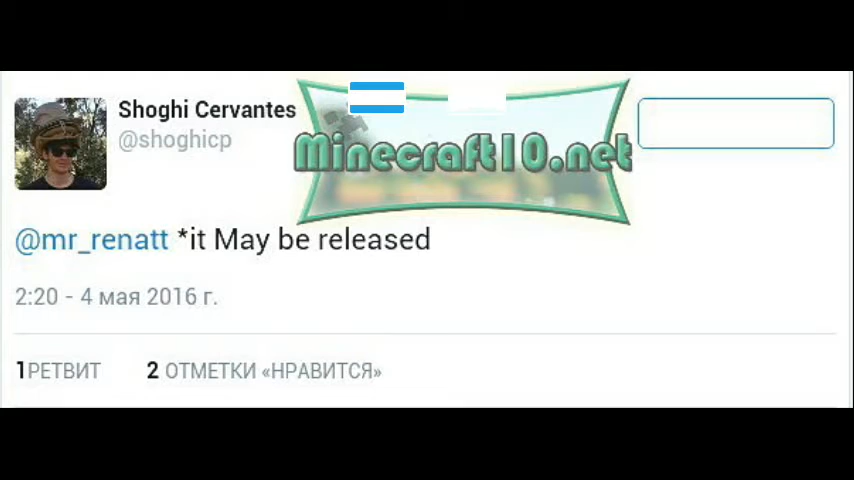 Shoghi Cervantes
@shoghicp
Minecraft10.net
@mr_renatt *it May be released
2:20 - 4 мая 2016 г.
1РЕТВИТ 2 ОТМЕТКИ «НРАВИТСЯ»